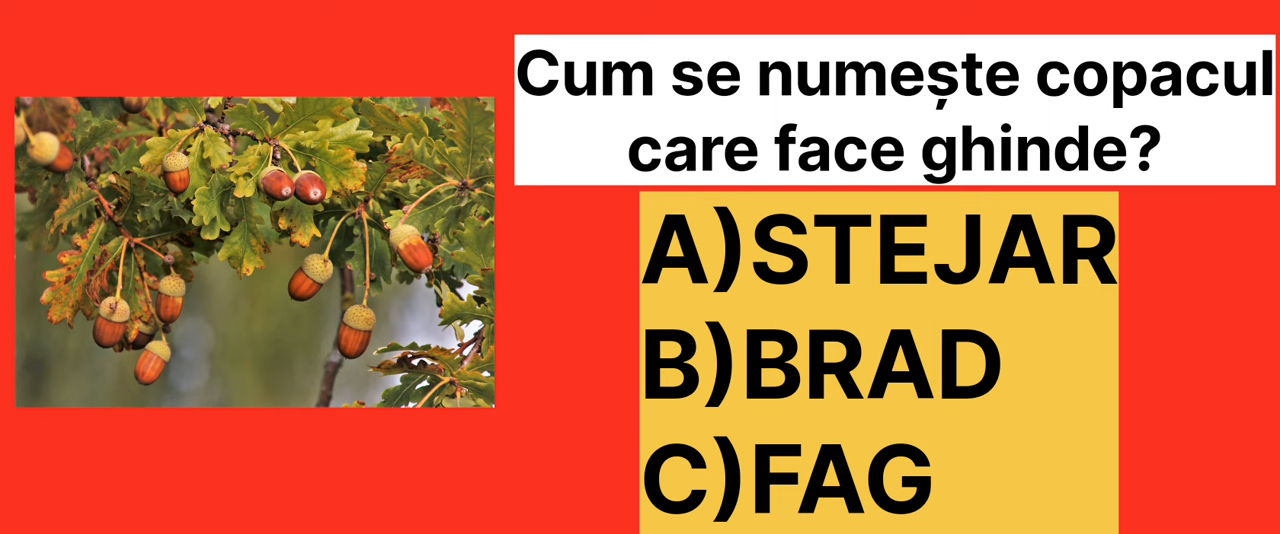 Cum se numește copacul
care face ghinde?
A)STEJAR
B)BRAD
C)FAG